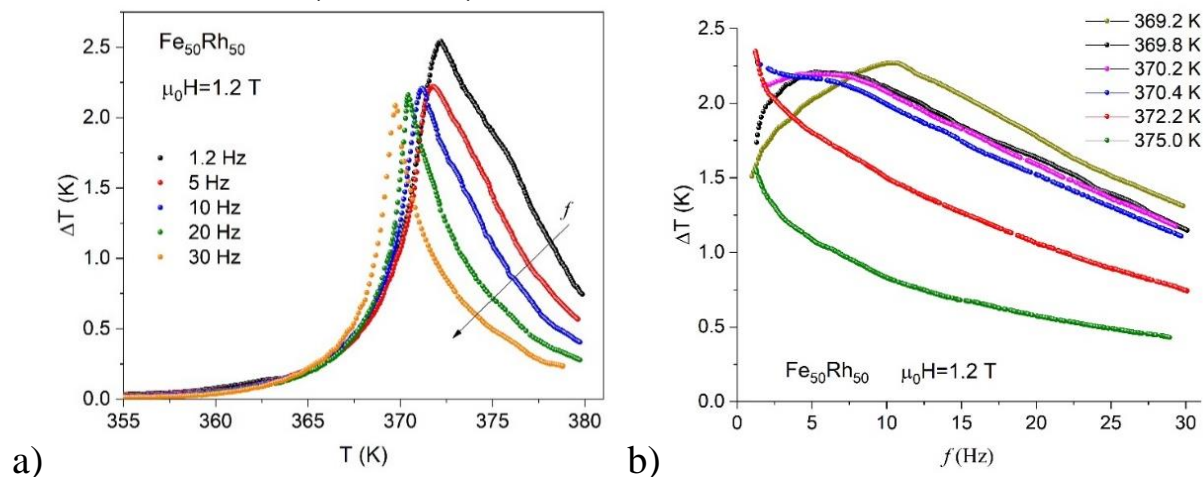 Fe50Rh50
μ0H=1.2 T
1.2 Hz
5 Hz
10 Hz
20 Hz
30 Hz
f
ΔT (K)
2.5
2.0
1.5
1.0
0.5
0.0
355 360 365 370 375 380
T (K)
a)
369.2 K
369.8 K
370.2 K
370.4 K
372.2 K
375.0 K
ΔT (K)
2.5
2.0
1.5
1.0
0.5
0.0
Fe50Rh50 μ0H=1.2 T
0 5 10 15 20 25 30
f (Hz)
b)